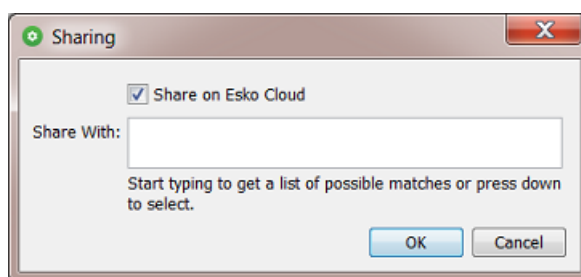 Sharing
Share on Esko Cloud
Share With:
Start typing to get a list of possible matches or press down
to select.
OK Cancel